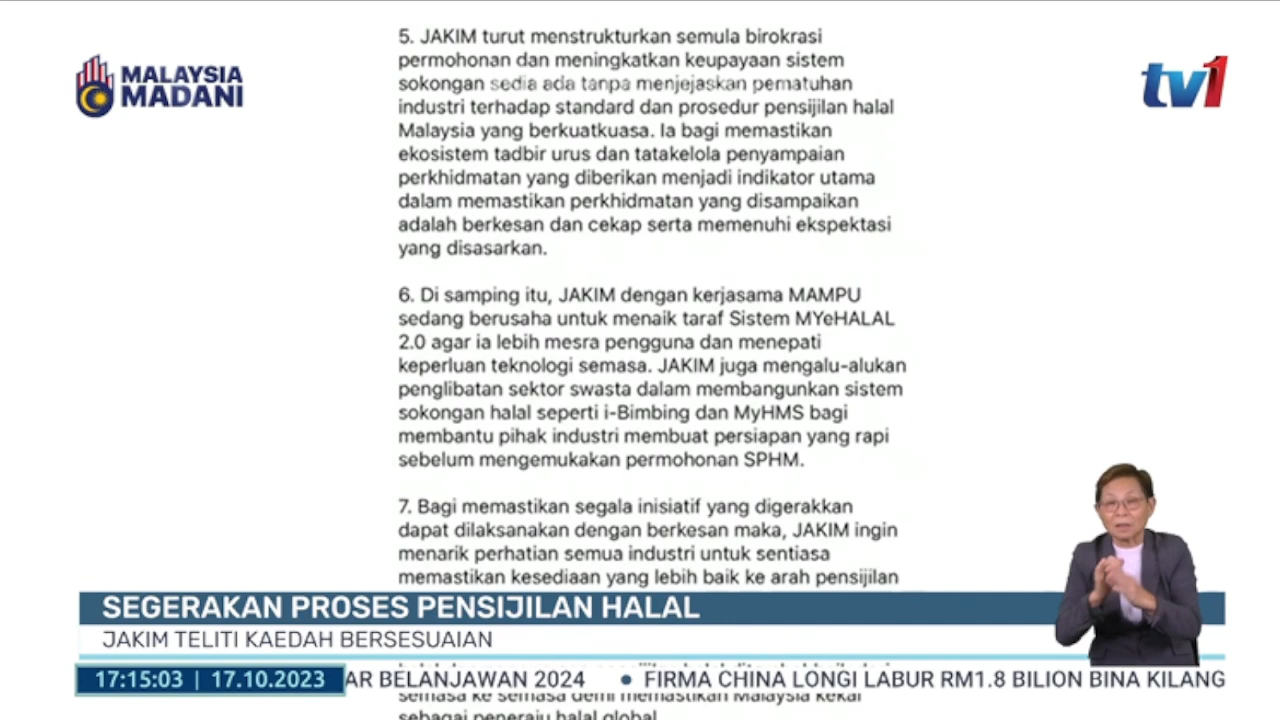 5. JAKIM turut menstrukturkan semula birokrasi
permohonan dan meningkatkan keupayaan sistem
sokongan sedia ada tanpa menjejaskan pematuhan
industri terhadap standard dan prosedur pensijilan halal
Malaysia yang berkuatkuasa. Ia bagi memastikan
ekosistem tadbir urus dan tatakelola penyampaian
perkhidmatan yang diberikan menjadi indikator utama
dalam memastikan perkhidmatan yang disampaikan
adalah berkesan dan cekap serta memenuhi ekspektasi
yang disasarkan.
MALAYSIA
MADANI
tv1
6. Di samping itu, JAKIM dengan kerjasama MAMPU
sedang berusaha untuk menaik taraf Sistem MYeHALAL
2.0 agar ia lebih mesra pengguna dan menepati
keperluan teknologi semasa. JAKIM juga mengalu-alukan
penglibatan sektor swasta dalam membangunkan sistem
sokongan halal seperti i-Bimbing dan MyHMS bagi
membantu pihak industri membuat persiapan yang rapi
sebelum mengemukakan permohonan SPHM.
7. Bagi memastikan segala inisiatif yang digerakkan
dapat dilaksanakan dengan berkesan maka, JAKIM ingin
menarik perhatian semua industri untuk sentiasa
memastikan kesediaan yang lebih baik ke arah pensijilan
SEGERAKAN PROSES PENSIJILAN HALAL
JAKIM TELITI KAEDAH BERSESUAIAN
17:15:03 | 17.10.2023
AR BELANJAWAN 2024 • FIRMA CHINA LONGI LABUR RM1.8 BILION BINA KILANG
semasa ke semasa demi memastikan Malaysia kekal
sebagai peneraju halal global